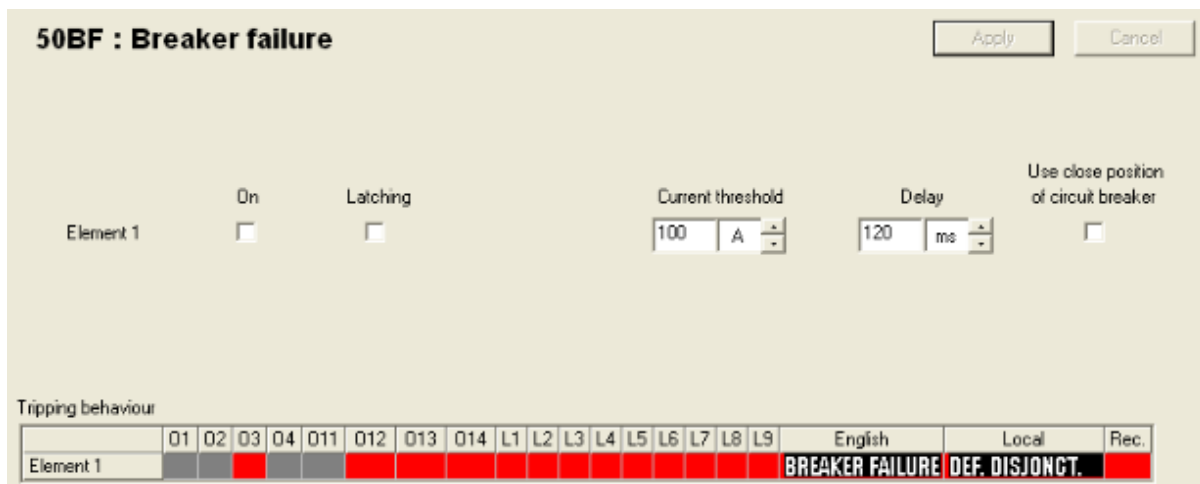 50BF : Breaker failure
Apply Cancel
Use close position
On Latching Current threshold Delay of circuit breaker
Element 1 100 A 120 ms
Tripping behaviour
O1 O2 O3 O4 O11 O12 O13 O14 L1 L2 L3 L4 L5 L6 L7 L8 L9 English Local Rec.
Element 1 BREAKER FAILURE DEF. DISJONCT.